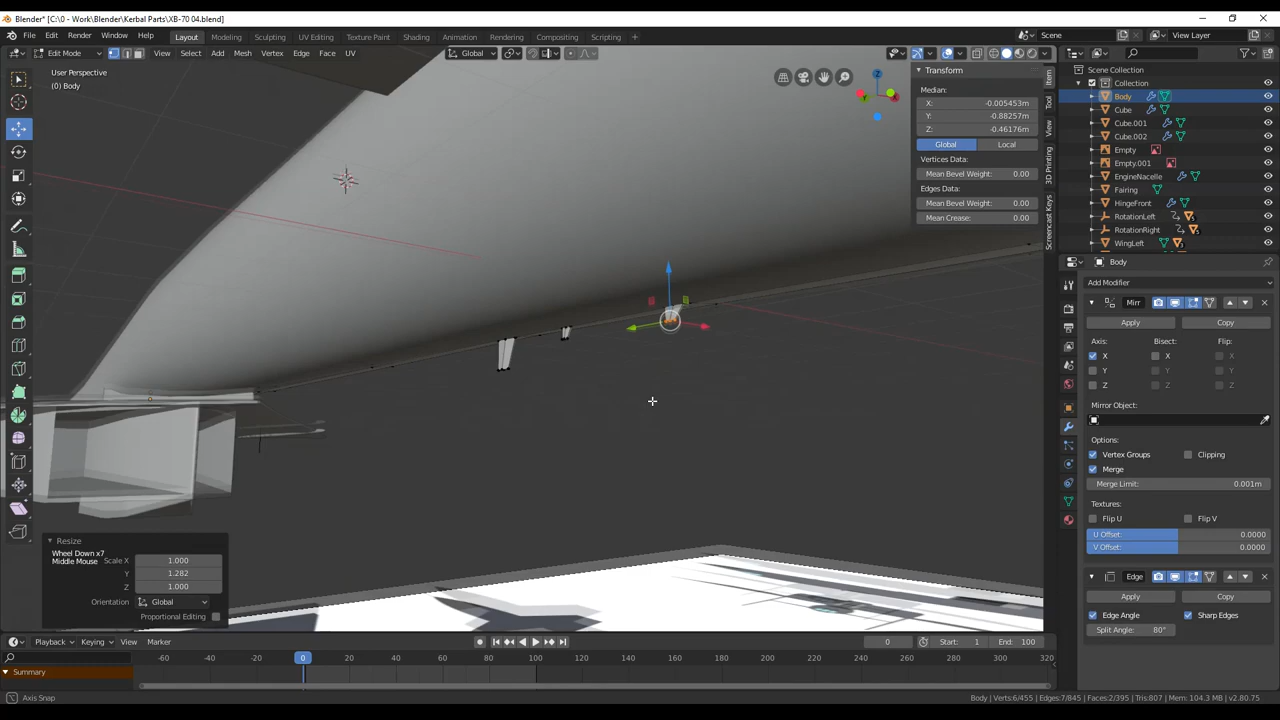 Blender* [C:\0 - Work\Blender\Kerbal Parts\XB-70 04.blend]
File Edit Render Window Help Layout Modeling Sculpting UV Editing Texture Paint Shading Animation Rendering Compositing Scripting + Scene View Layer
Edit Mode View Select Add Mesh Vertex Edge Face UV Global
User Perspective
(0) Body
Transform
Median:
X: -0.005453m
Y: -0.88257m
Z: -0.46176m
Global Local
Vertices Data:
Mean Bevel Weight: 0.00
Edges Data:
Mean Bevel Weight: 0.00
Mean Crease: 0.00
Item
Tool
View
3D Printing
Screencast Keys
Scene Collection
Collection
Body
Cube
Cube.001
Cube.002
Empty
Empty.001
EngineNacelle
Fairing
HingeFront
RotationLeft
RotationRight
WingLeft
Body
Add Modifier
Mirr
Apply Copy
Axis: Bisect: Flip:
X X X
Y Y Y
Z Z Z
Mirror Object:
Options:
Vertex Groups Clipping
Merge
Merge Limit: 0.001m
Textures:
Flip U Flip V
U Offset: 0.0000
V Offset: 0.0000
Edge
Apply Copy
Edge Angle Sharp Edges
Split Angle: 80°
Resize
Wheel Down x7
Middle Mouse
Scale X 1.000
Y 1.282
Z 1.000
Orientation Global
Proportional Editing
Playback Keying View Marker 0 Start: 1 End: 100
-60 -40 -20 0 20 40 60 80 100 120 140 160 180 200 220 240 260 280 300 320
Summary
Axis Snap
Body | Verts:6/455 | Edges:7/845 | Faces:2/395 | Tris:807 | Mem: 104.3 MB | v2.80.75